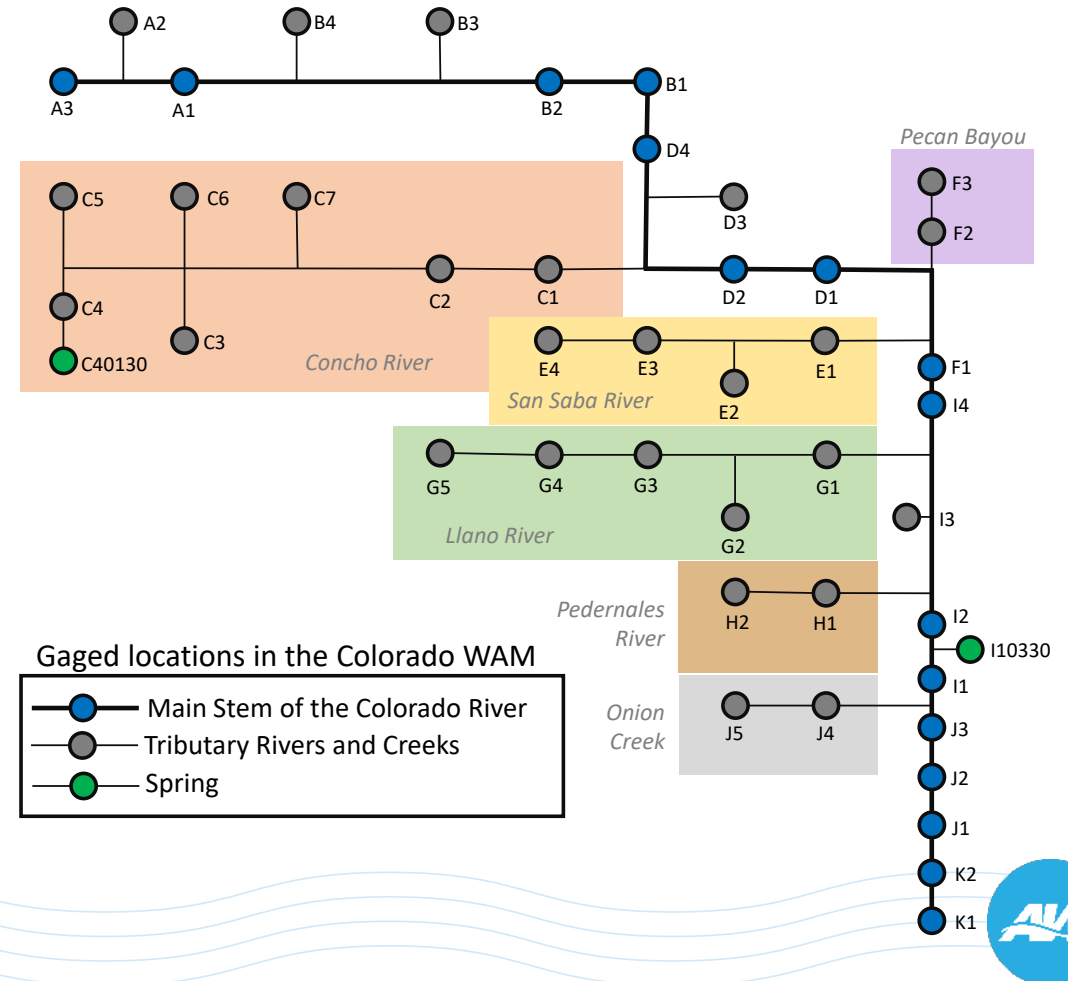 A2
B4
B3
A3
A1
B2
B1
D4
Pecan Bayou
F3
F2
C5
C6
C7
D3
C2
C1
D2
D1
C4
C3
C40130
Concho River
E4
E3
E1
E2
San Saba River
F1
I4
G5
G4
G3
G1
G2
Llano River
I3
Pedernales
River
H2
H1
I2
I10330
I1
Onion
Creek
J5
J4
J3
J2
J1
K2
K1
Gaged locations in the Colorado WAM
Main Stem of the Colorado River
Tributary Rivers and Creeks
Spring